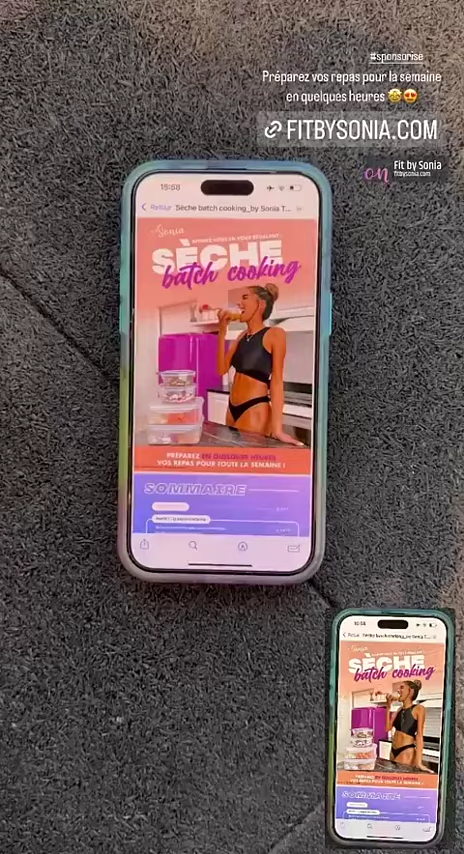 #sponsorise
Préparez vos repas pour la semaine
en quelques heures 🤩😍
FITBYSONIA.COM
on Fit by Sonia
fitbysonia.com
15:58
Retour Sèche batch cooking_by Sonia T...
Sonia
SÈCHE
batch cooking
PRÉPAREZ EN QUELQUES HEURES
VOS REPAS POUR TOUTE LA SEMAINE !
SOMMAIRE
SÈCHE
batch cooking